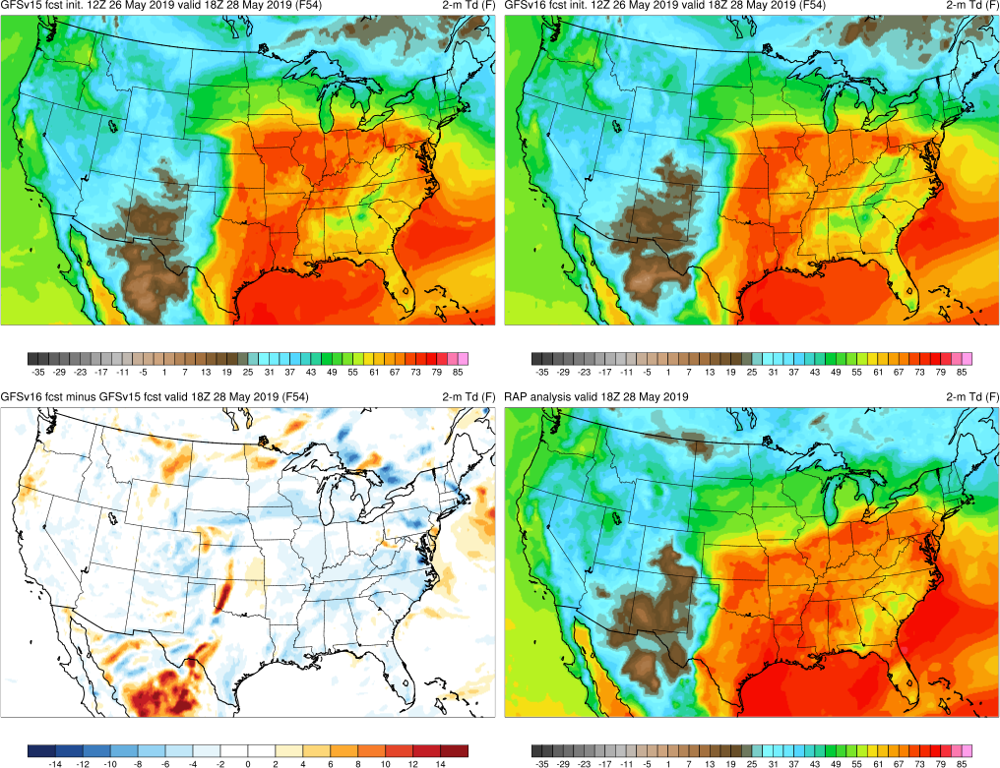 GFSv15 fcst init. 12Z 26 May 2019 valid 18Z 28 May 2019 (F54) 2-m Td (F)
GFSv16 fcst init. 12Z 26 May 2019 valid 18Z 28 May 2019 (F54) 2-m Td (F)
-35 -29 -23 -17 -11 -5 1 7 13 19 25 31 37 43 49 55 61 67 73 79 85
-35 -29 -23 -17 -11 -5 1 7 13 19 25 31 37 43 49 55 61 67 73 79 85
GFSv16 fcst minus GFSv15 fcst valid 18Z 28 May 2019 (F54) 2-m Td (F)
RAP analysis valid 18Z 28 May 2019 2-m Td (F)
-14 -12 -10 -8 -6 -4 -2 0 2 4 6 8 10 12 14
-35 -29 -23 -17 -11 -5 1 7 13 19 25 31 37 43 49 55 61 67 73 79 85